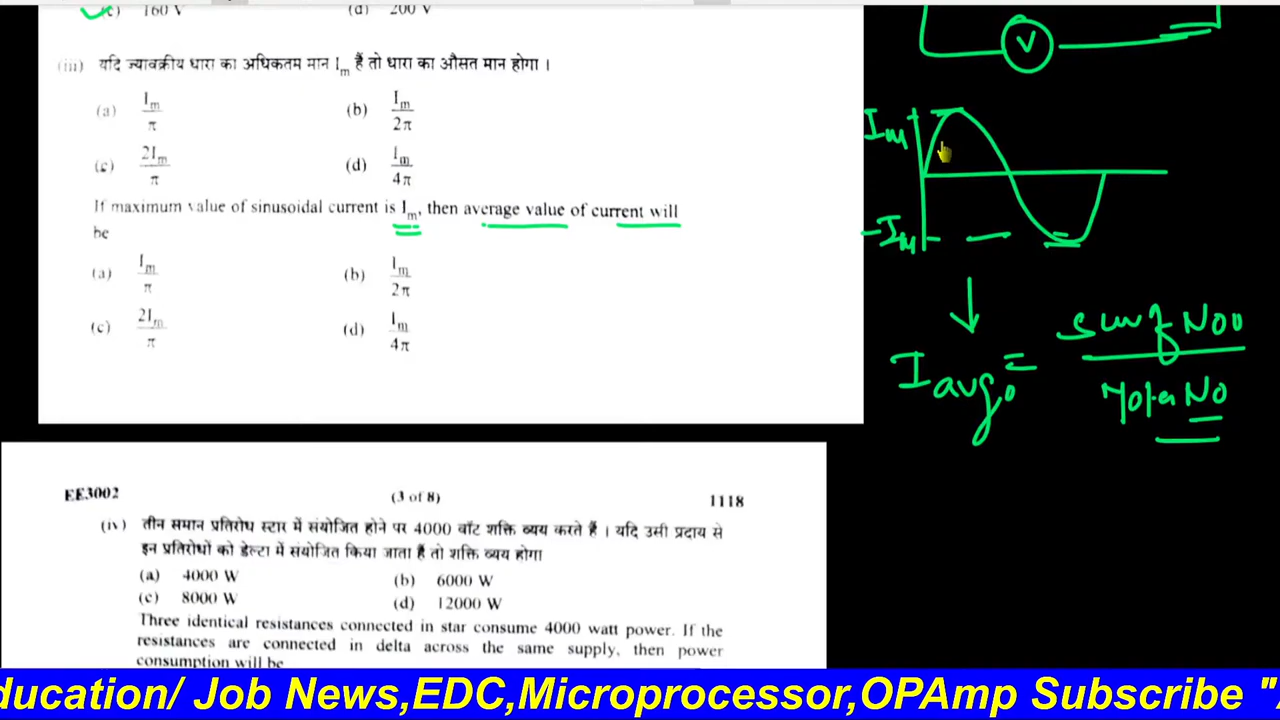 (c) 160 V (d) 200 V
(iii) यदि ज्यावक्रीय धारा का अधिकतम मान Im हैं तो धारा का औसत मान होगा ।
(a) Im/π (b) Im/2π
(c) 2Im/π (d) Im/4π
If maximum value of sinusoidal current is Im, then average value of current will
be
(a) Im/π (b) Im/2π
(c) 2Im/π (d) Im/4π
V
Im
-Im
Iavg. = Sum of No/Total No
EE3002 (3 of 8) 1118
(iv) तीन समान प्रतिरोध स्टार में संयोजित होने पर 4000 वॉट शक्ति व्यय करते हैं । यदि उसी प्रदाय से
इन प्रतिरोधों को डेल्टा में संयोजित किया जाता हैं तो शक्ति व्यय होगा
(a) 4000 W (b) 6000 W
(c) 8000 W (d) 12000 W
Three identical resistances connected in star consume 4000 watt power. If the
resistances are connected in delta across the same supply, then power
consumption will be
ducation/ Job News,EDC,Microprocessor,OPAmp Subscribe "